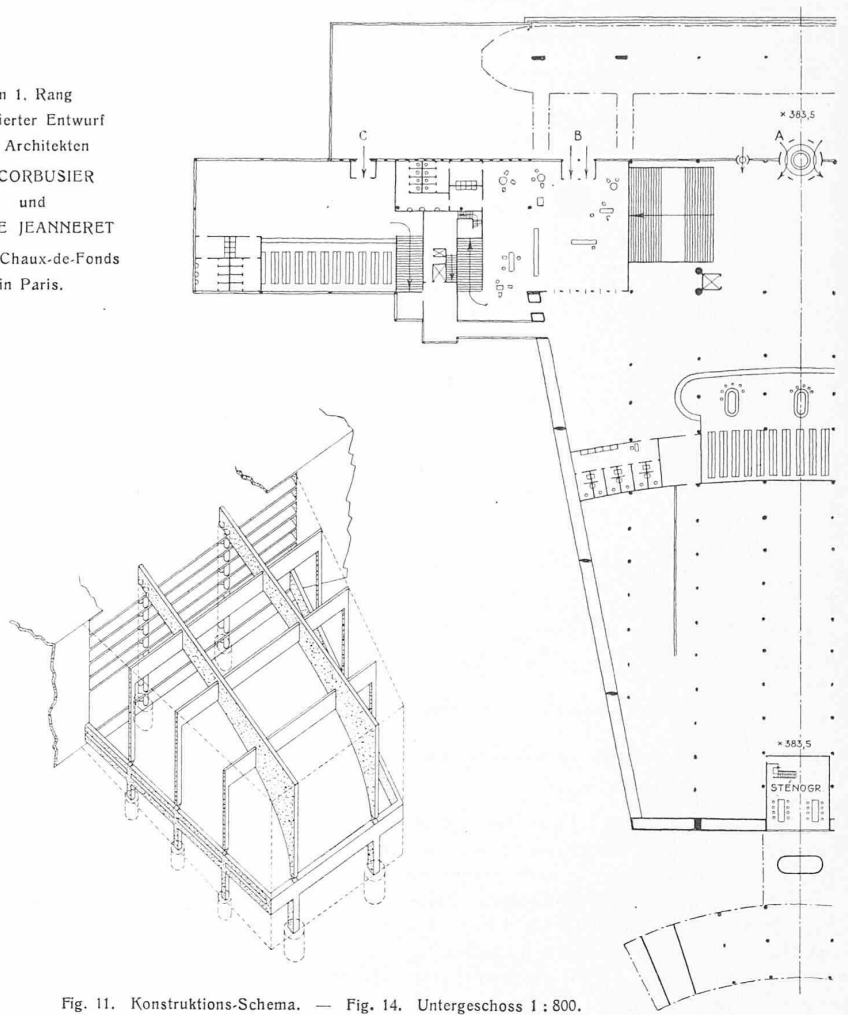 n 1. Rang
ierter Entwurf
Architekten
CORBUSIER
und
E JEANNERET
Chaux-de-Fonds
in Paris.
C
B
× 383,5
A
× 383,5
STÉNOGR.
Fig. 11. Konstruktions-Schema. — Fig. 14. Untergeschoss 1 : 800.